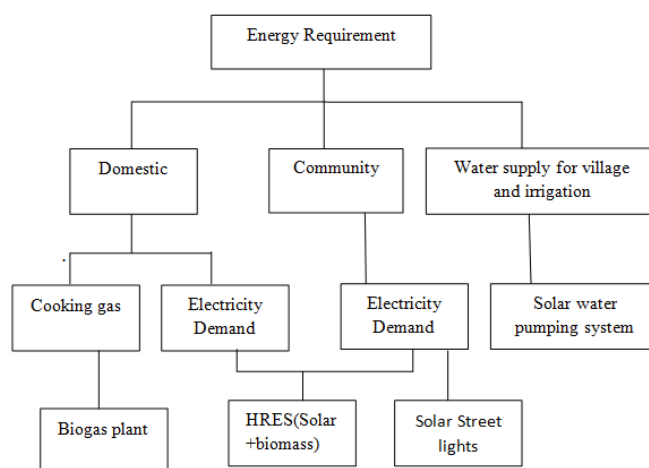 Energy Requirement
Domestic
Community
Water supply for village
and irrigation
Cooking gas
Electricity
Demand
Electricity
Demand
Solar water
pumping system
Biogas plant
HRES(Solar
+biomass)
Solar Street
lights